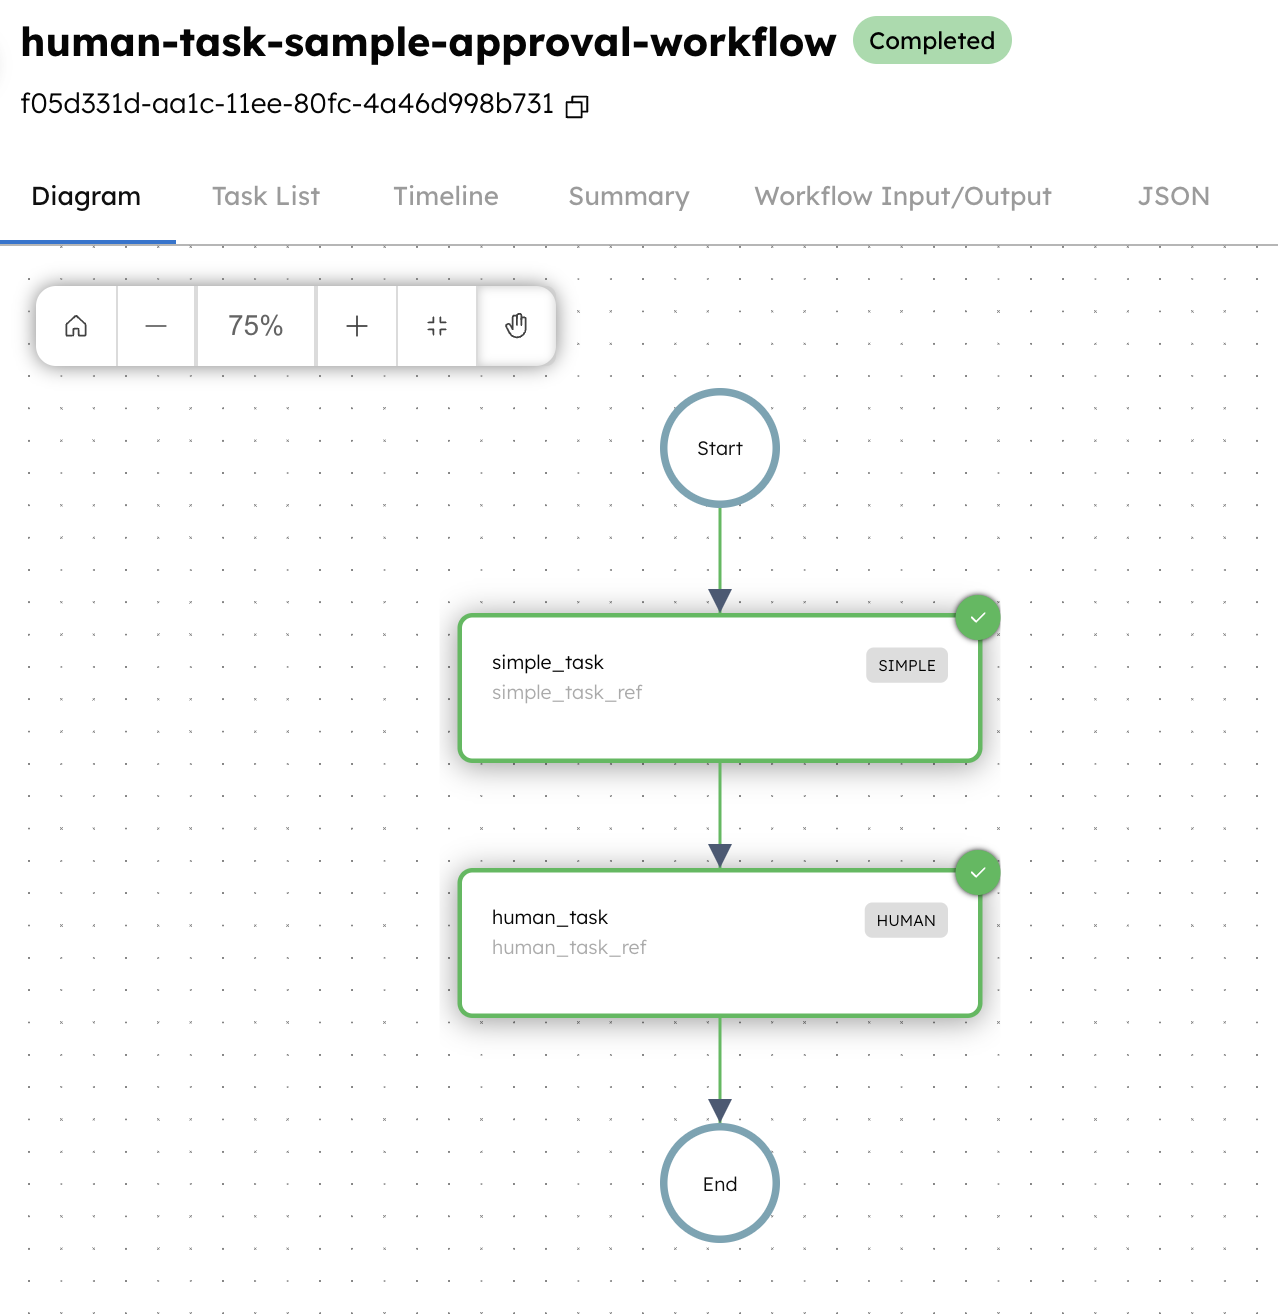 human-task-sample-approval-workflow Completed
f05d331d-aa1c-11ee-80fc-4a46d998b731
Diagram Task List Timeline Summary Workflow Input/Output JSON
75%
Start
simple_task SIMPLE
simple_task_ref
human_task HUMAN
human_task_ref
End